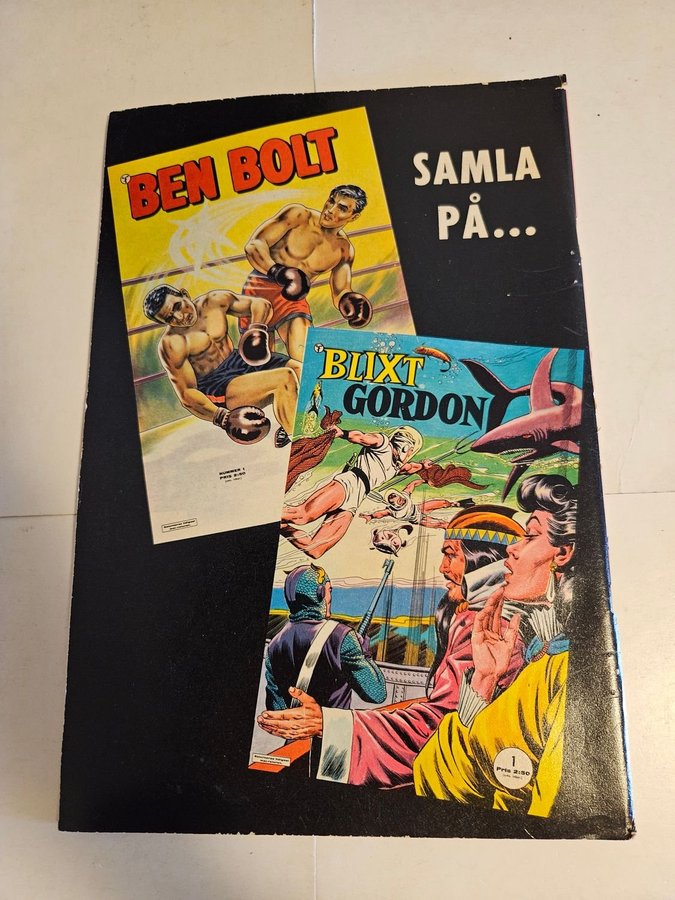 SAMLA
PÅ...
BEN BOLT
NUMMER 1
PRIS 2:50
BLIXT
GORDON
1
Pris 2:50